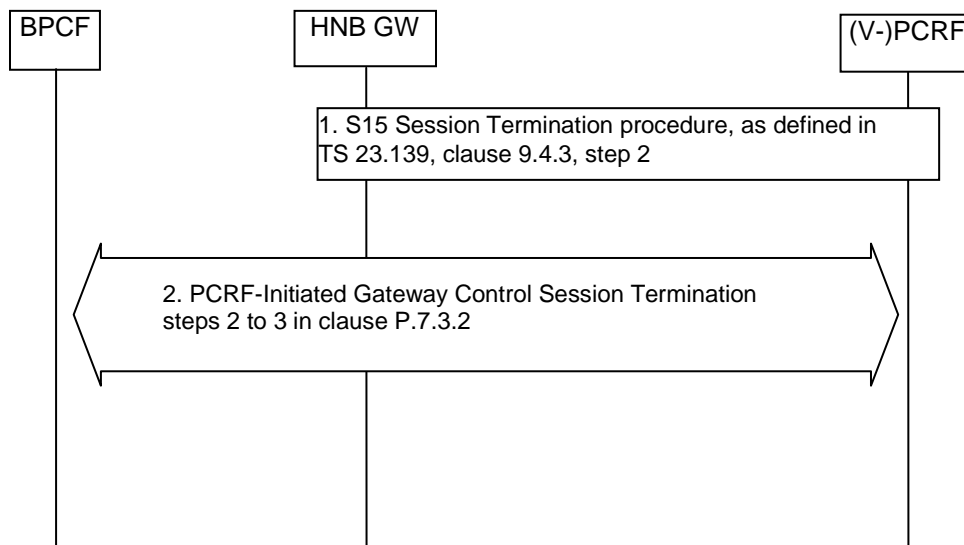 BPCF
HNB GW
(V-)PCRF
1. S15 Session Termination procedure, as defined in
TS 23.139, clause 9.4.3, step 2
2. PCRF-Initiated Gateway Control Session Termination
steps 2 to 3 in clause P.7.3.2